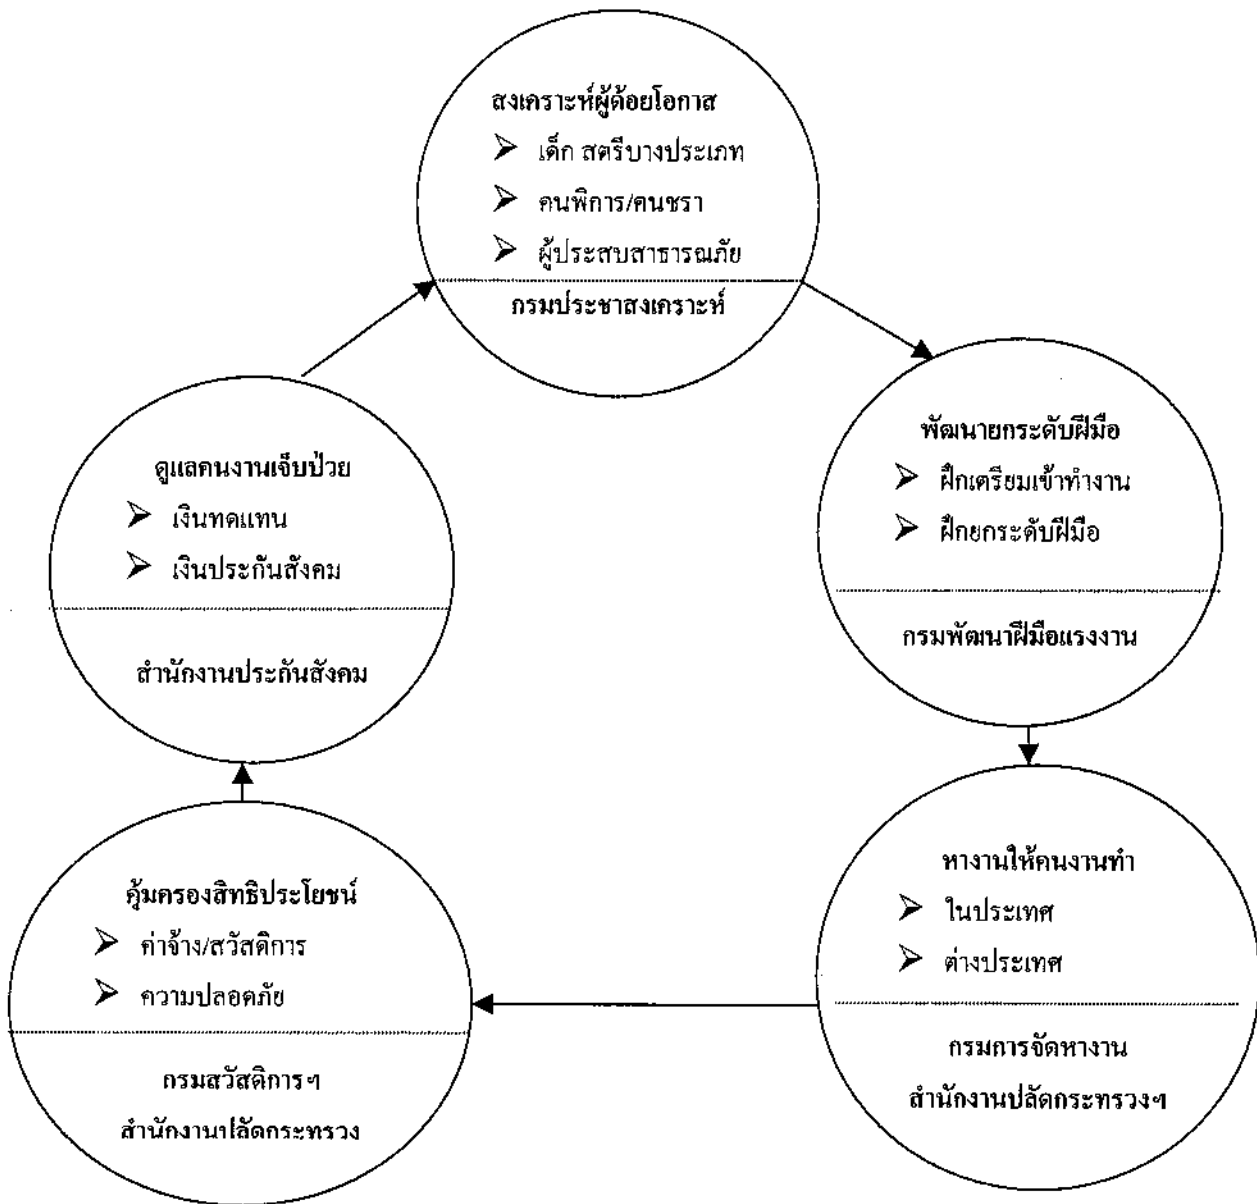 สงเคราะห์ผู้ด้อยโอกาส
➢ เด็ก สตรีบางประเภท
➢ คนพิการ/คนชรา
➢ ผู้ประสบสาธารณภัย
กรมประชาสงเคราะห์
พัฒนายกระดับฝีมือ
➢ ฝึกเตรียมเข้าทำงาน
➢ ฝึกยกระดับฝีมือ
กรมพัฒนาฝีมือแรงงาน
หางานให้คนงานทำ
➢ ในประเทศ
➢ ต่างประเทศ
กรมการจัดหางาน
สำนักงานปลัดกระทรวงฯ
คุ้มครองสิทธิประโยชน์
➢ ค่าจ้าง/สวัสดิการ
➢ ความปลอดภัย
กรมสวัสดิการฯ
สำนักงานปลัดกระทรวง
ดูแลคนงานเจ็บป่วย
➢ เงินทดแทน
➢ เงินประกันสังคม
สำนักงานประกันสังคม